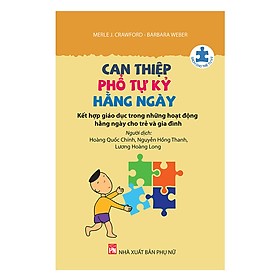 MERLE J. CRAWFORD - BARBARA WEBER
CAN THIỆP
PHỔ TỰ KỶ
HẰNG NGÀY
Kết hợp giáo dục trong những hoạt động
hằng ngày cho trẻ và gia đình
Người dịch:
Hoàng Quốc Chính, Nguyễn Hồng Thanh,
Lương Hoàng Long
NHÀ XUẤT BẢN PHỤ NỮ